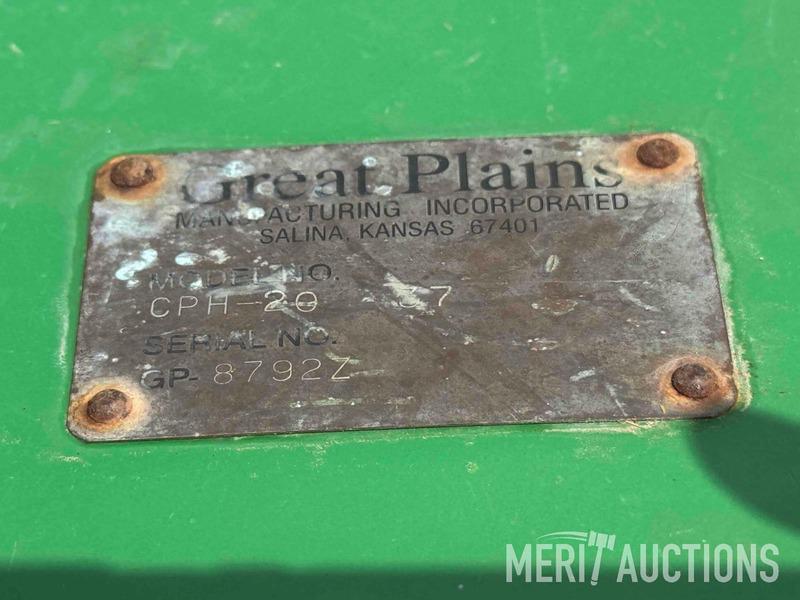 Great Plains
MANUFACTURING INCORPORATED
SALINA, KANSAS 67401
MODEL NO.
CPH-20
SERIAL NO.
GP- 8792Z
MERIT AUCTIONS